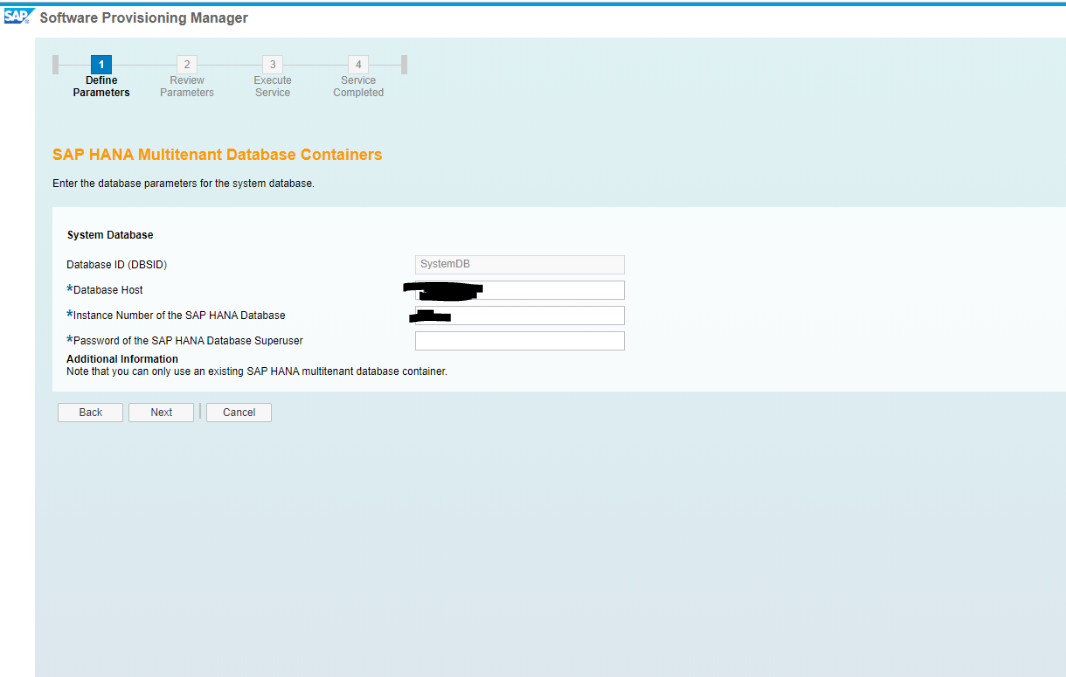 SAP Software Provisioning Manager
1 2 3 4
Define Parameters
Review Parameters
Execute Service
Service Completed
SAP HANA Multitenant Database Containers
Enter the database parameters for the system database.
System Database
Database ID (DBSID) SystemDB
*Database Host
*Instance Number of the SAP HANA Database
*Password of the SAP HANA Database Superuser
Additional Information
Note that you can only use an existing SAP HANA multitenant database container.
Back Next Cancel